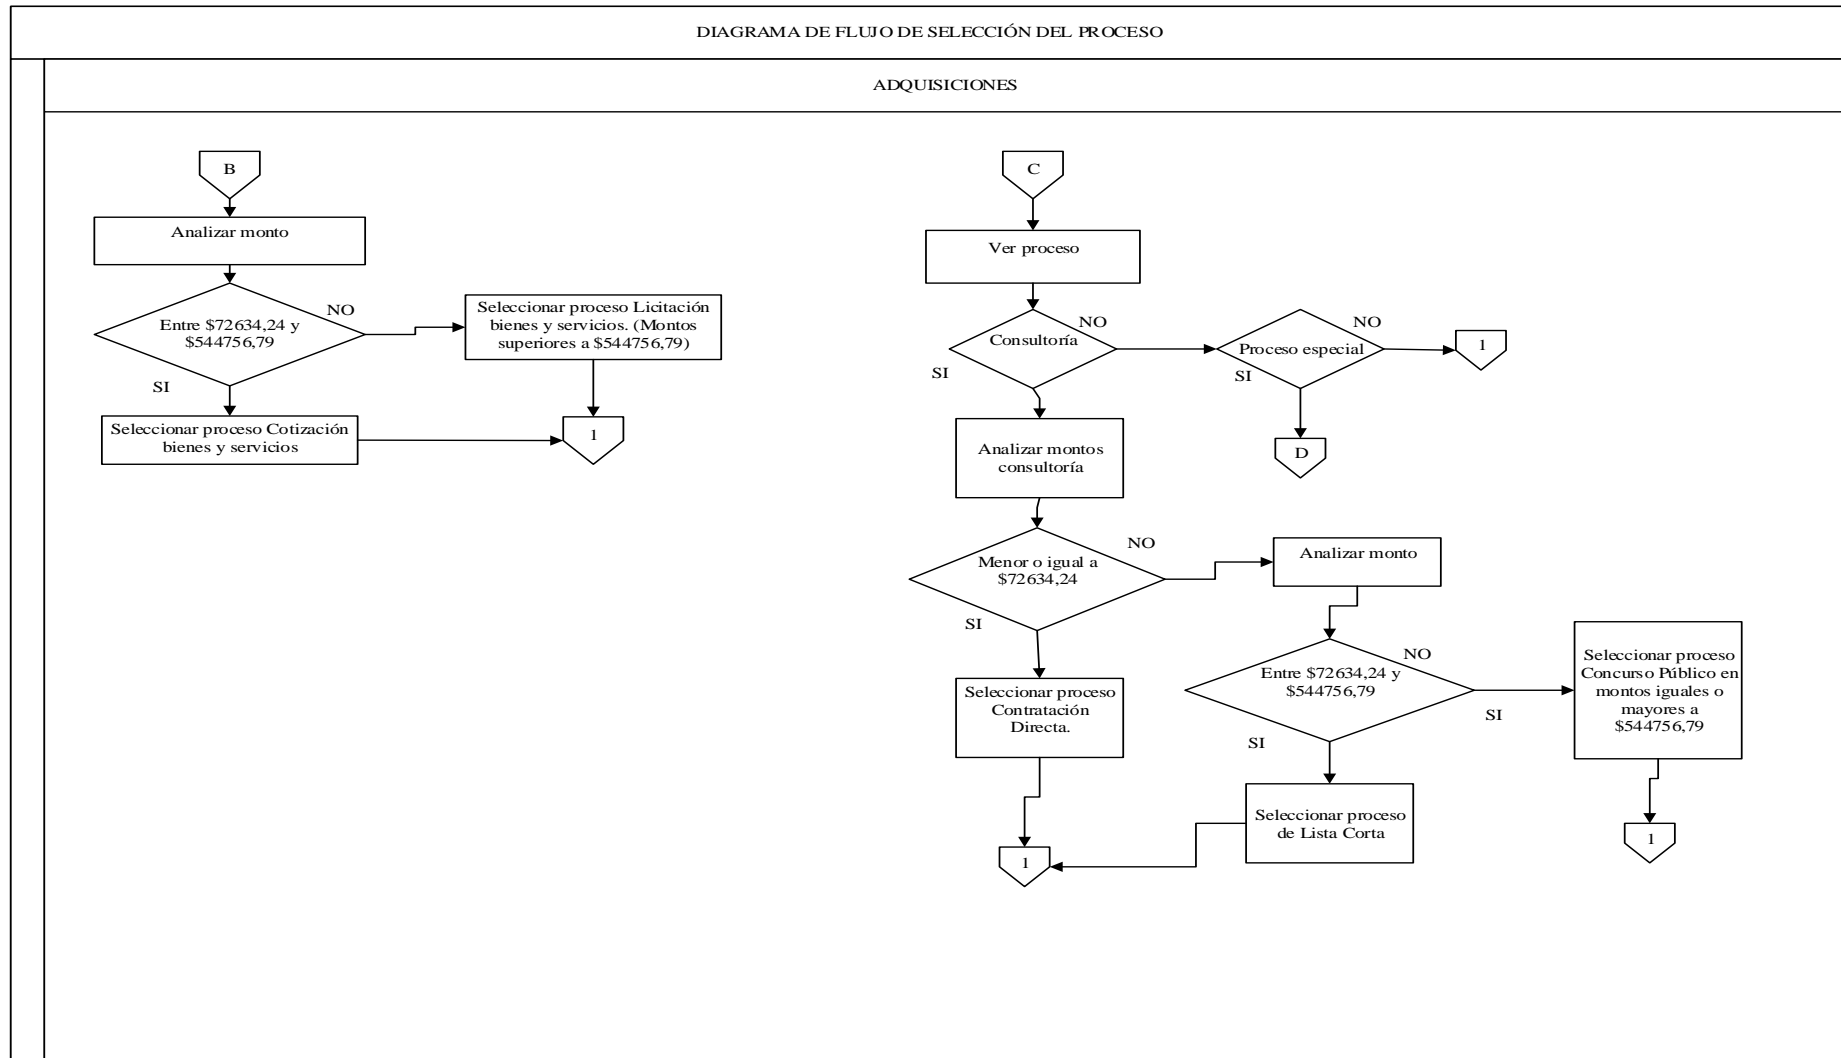 DIAGRAMA DE FLUJO DE SELECCIÓN DEL PROCESO
ADQUISICIONES
B
Analizar monto
Entre $72634,24 y
$544756,79
NO
SI
Seleccionar proceso Licitación
bienes y servicios. (Montos
superiores a $544756,79)
Seleccionar proceso Cotización
bienes y servicios
1
C
Ver proceso
Consultoría
NO
SI
Proceso especial
NO
SI
1
D
Analizar montos
consultoría
Menor o igual a
$72634,24
NO
SI
Analizar monto
Entre $72634,24 y
$544756,79
NO
SI
SI
Seleccionar proceso
Concurso Público en
montos iguales o
mayores a
$544756,79
Seleccionar proceso
Contratación
Directa.
Seleccionar proceso
de Lista Corta
1
1